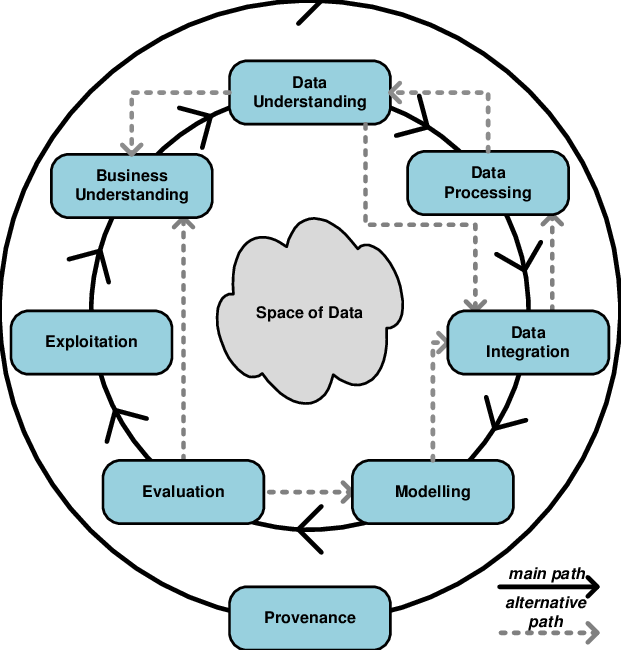 Data
Understanding
Business
Understanding
Data
Processing
Space of Data
Exploitation
Data
Integration
Evaluation
Modelling
Provenance
main path
alternative
path